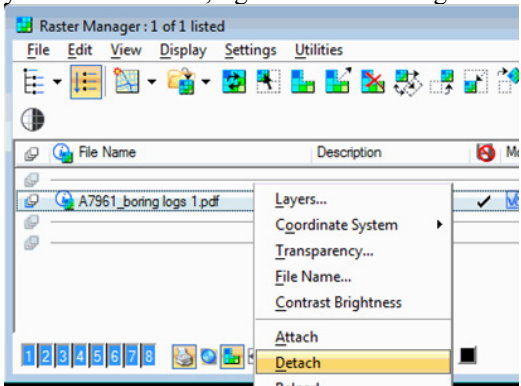 Raster Manager : 1 of 1 listed
File Edit View Display Settings Utilities
File Name Description
A7961_boring logs 1.pdf
Layers...
Coordinate System
Transparency...
File Name...
Contrast Brightness
Attach
Detach
1 2 3 4 5 6 7 8